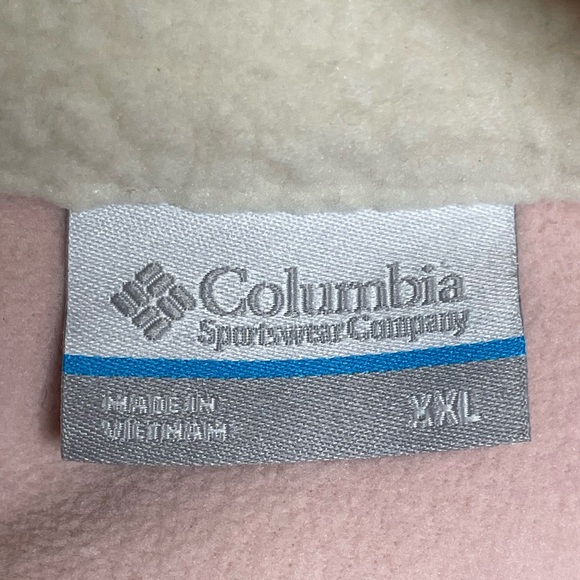 Columbia
Sportswear Company
MADE IN
VIETNAM
XXL